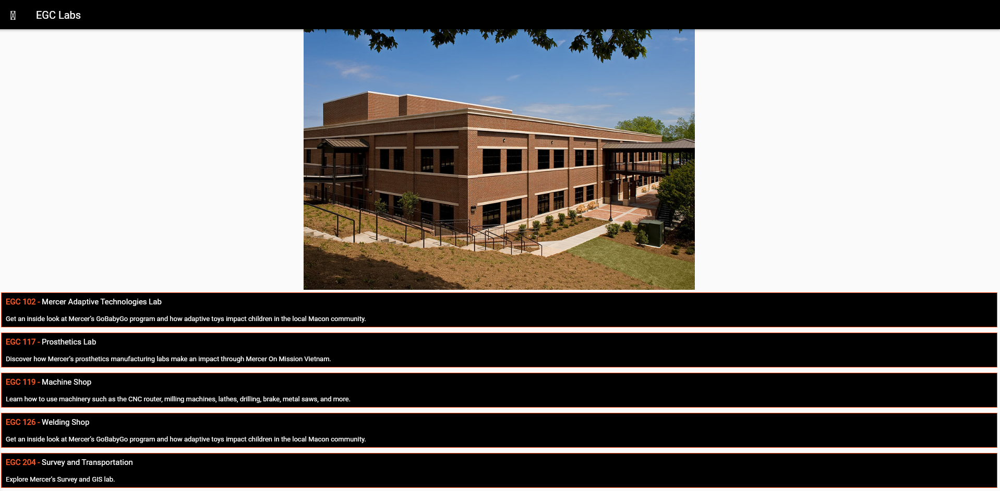 EGC Labs
EGC 102 - Mercer Adaptive Technologies Lab
Get an inside look at Mercer’s GoBabyGo program and how adaptive toys impact children in the local Macon community.
EGC 117 - Prosthetics Lab
Discover how Mercer’s prosthetics manufacturing labs make an impact through Mercer On Mission Vietnam.
EGC 119 - Machine Shop
Learn how to use machinery such as the CNC router, milling machines, lathes, drilling, brake, metal saws, and more.
EGC 126 - Welding Shop
Get an inside look at Mercer’s GoBabyGo program and how adaptive toys impact children in the local Macon community.
EGC 204 - Survey and Transportation
Explore Mercer’s Survey and GIS lab.